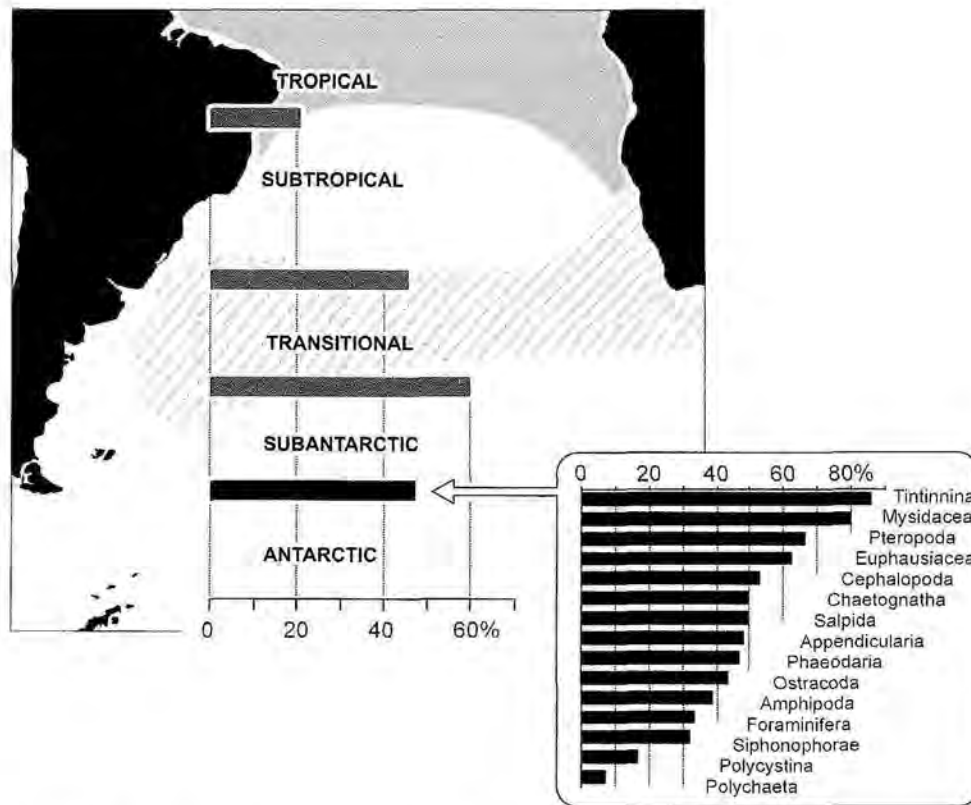 TROPICAL
SUBTROPICAL
TRANSITIONAL
SUBANTARCTIC
ANTARCTIC
0 20 40 60%
0 20 40 60 80%
Tintinnina
Mysidacea
Pteropoda
Euphausiacea
Cephalopoda
Chaetognatha
Salpida
Appendicularia
Phaeodaria
Ostracoda
Amphipoda
Foraminifera
Siphonophorae
Polycystina
Polychaeta